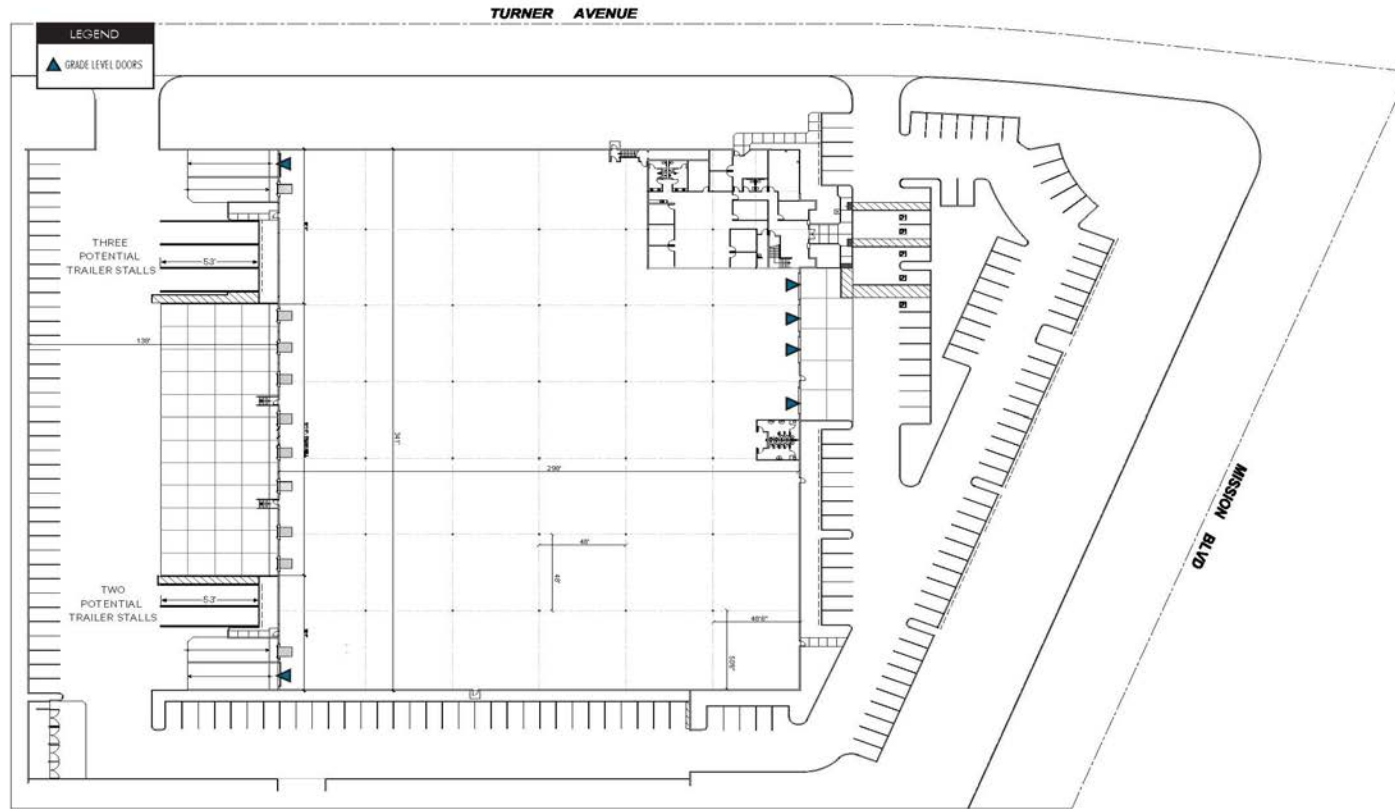 TURNER AVENUE
LEGEND
GRADE LEVEL DOORS
THREE
POTENTIAL
TRAILER STALLS
53'
138'
341'
298'
48'
48'
TWO
POTENTIAL
TRAILER STALLS
53'
MISSION BLVD